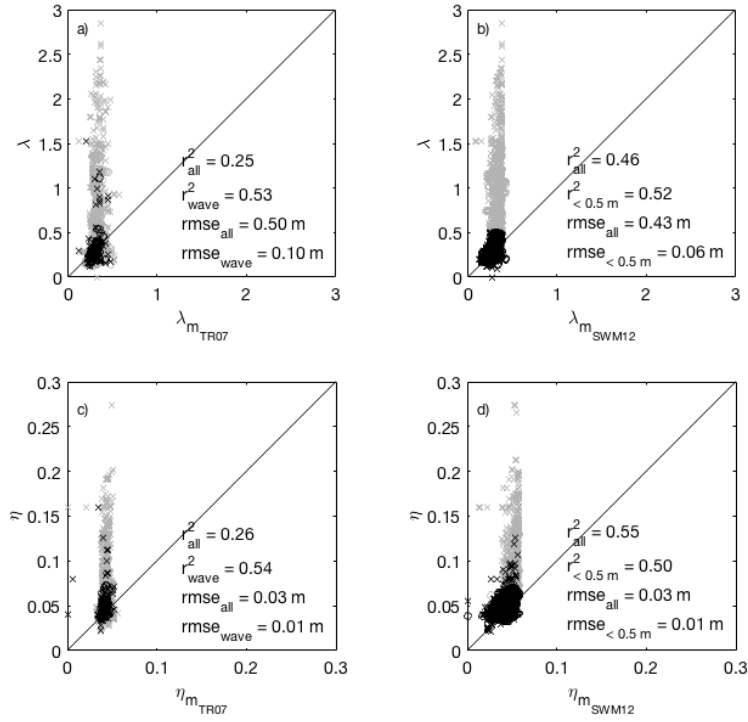 a)
3
2.5
2
1.5
1
0.5
0
λ
r²all = 0.25
r²wave = 0.53
rmseall = 0.50 m
rmsewave = 0.10 m
0 1 2 3
λmTR07
b)
3
2.5
2
1.5
1
0.5
0
λ
r²all = 0.46
r²< 0.5 m = 0.52
rmseall = 0.43 m
rmse< 0.5 m = 0.06 m
0 1 2 3
λmSWM12
c)
0.3
0.25
0.2
0.15
0.1
0.05
0
η
r²all = 0.26
r²wave = 0.54
rmseall = 0.03 m
rmsewave = 0.01 m
0 0.1 0.2 0.3
ηmTR07
d)
0.3
0.25
0.2
0.15
0.1
0.05
0
η
r²all = 0.55
r²< 0.5 m = 0.50
rmseall = 0.03 m
rmse< 0.5 m = 0.01 m
0 0.1 0.2 0.3
ηmSWM12